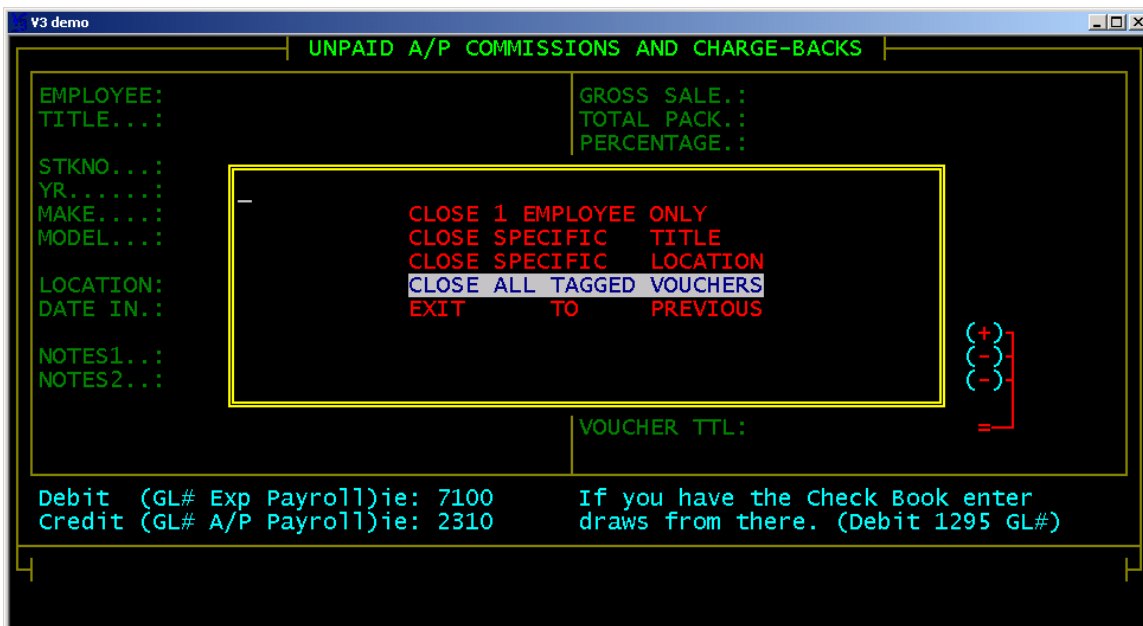 V3 demo
UNPAID A/P COMMISSIONS AND CHARGE-BACKS
EMPLOYEE: GROSS SALE.:
TITLE...: TOTAL PACK.:
PERCENTAGE.:
STKNO...:
YR......:
MAKE....:
MODEL...:
LOCATION:
DATE IN.:
NOTES1..:
NOTES2..:
_
CLOSE 1 EMPLOYEE ONLY
CLOSE SPECIFIC TITLE
CLOSE SPECIFIC LOCATION
CLOSE ALL TAGGED VOUCHERS
EXIT TO PREVIOUS
(+)
(-)
(-)
VOUCHER TTL: =
Debit (GL# Exp Payroll)ie: 7100 If you have the Check Book enter
Credit (GL# A/P Payroll)ie: 2310 draws from there. (Debit 1295 GL#)